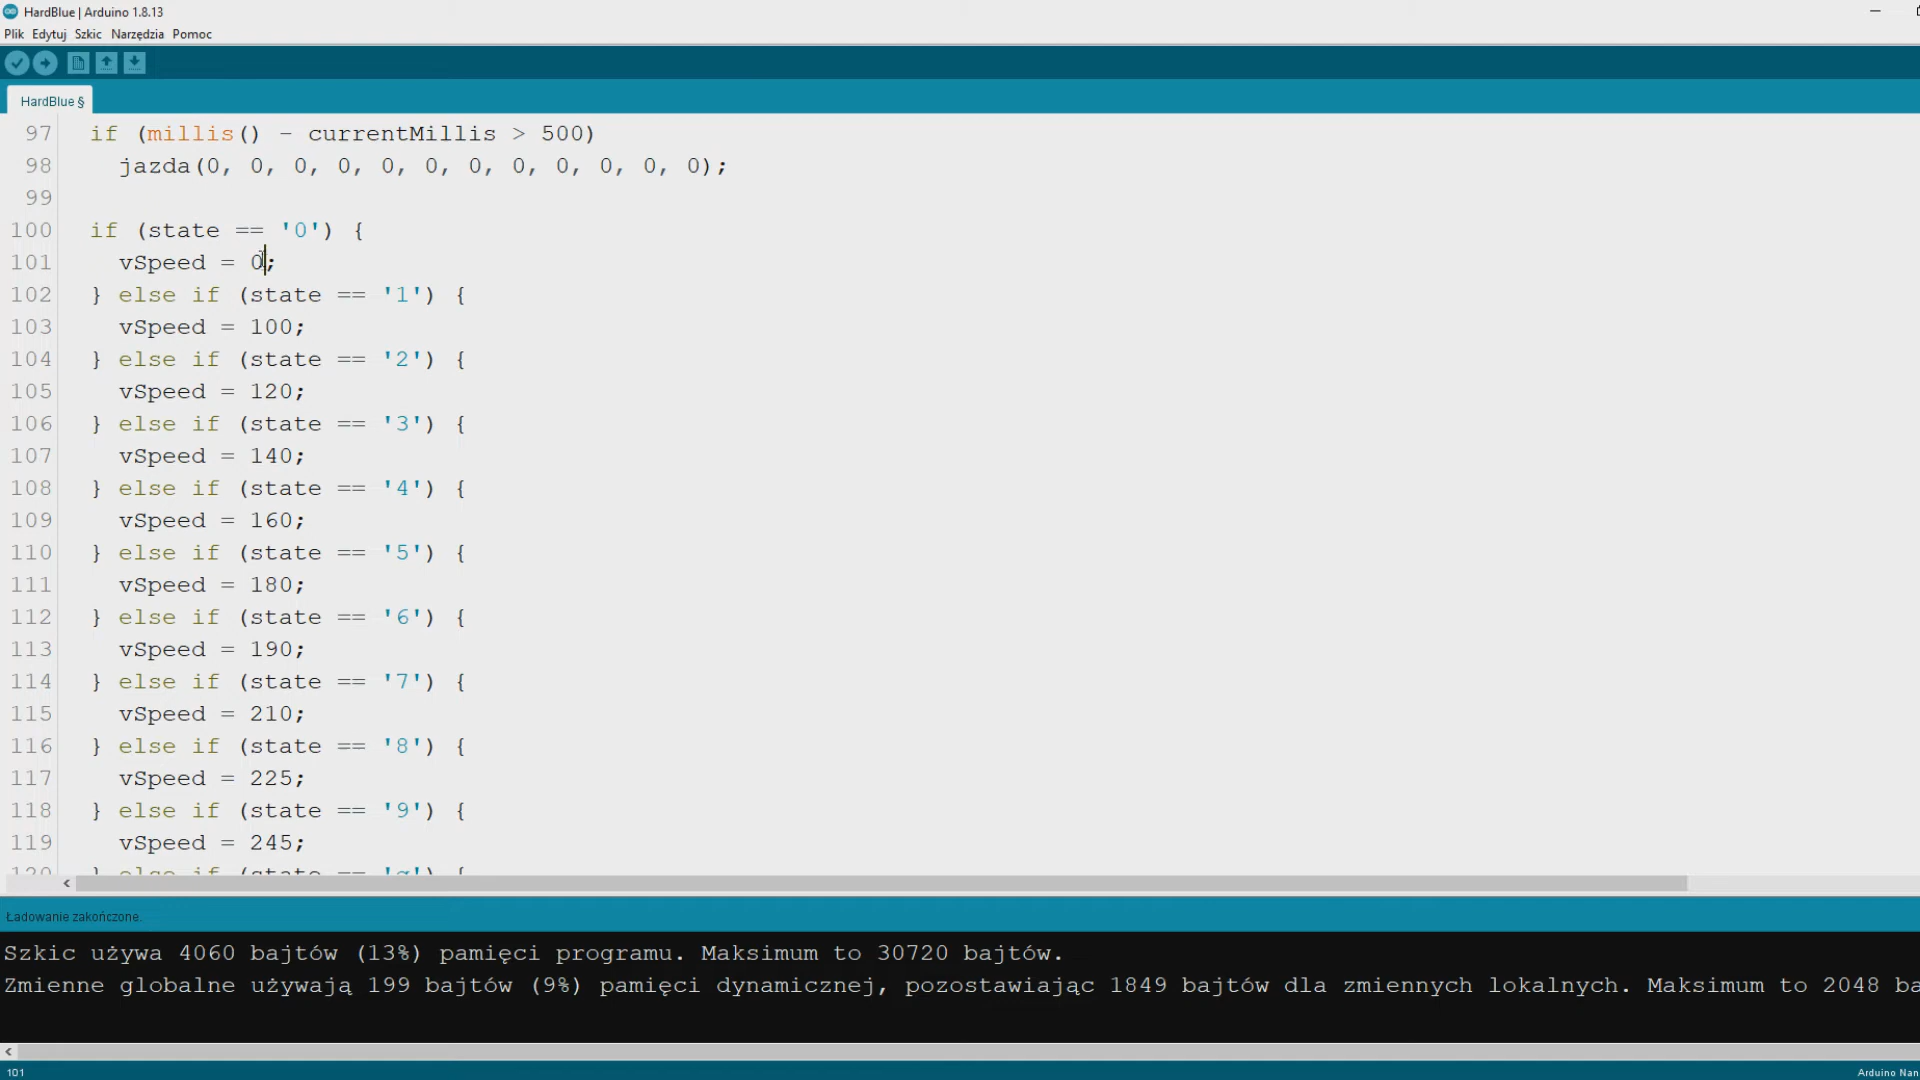 HardBlue | Arduino 1.8.13
Plik Edytuj Szkic Narzędzia Pomoc
HardBlue §
97 if (millis() - currentMillis > 500)
98 jazda(0, 0, 0, 0, 0, 0, 0, 0, 0, 0, 0, 0);
99
100 if (state == '0') {
101 vSpeed = 0;
102 } else if (state == '1') {
103 vSpeed = 100;
104 } else if (state == '2') {
105 vSpeed = 120;
106 } else if (state == '3') {
107 vSpeed = 140;
108 } else if (state == '4') {
109 vSpeed = 160;
110 } else if (state == '5') {
111 vSpeed = 180;
112 } else if (state == '6') {
113 vSpeed = 190;
114 } else if (state == '7') {
115 vSpeed = 210;
116 } else if (state == '8') {
117 vSpeed = 225;
118 } else if (state == '9') {
119 vSpeed = 245;
120 } else if (state == 'q') {
Ładowanie zakończone.
Szkic używa 4060 bajtów (13%) pamięci programu. Maksimum to 30720 bajtów.
Zmienne globalne używają 199 bajtów (9%) pamięci dynamicznej, pozostawiając 1849 bajtów dla zmiennych lokalnych. Maksimum to 2048 ba
101 Arduino Nan